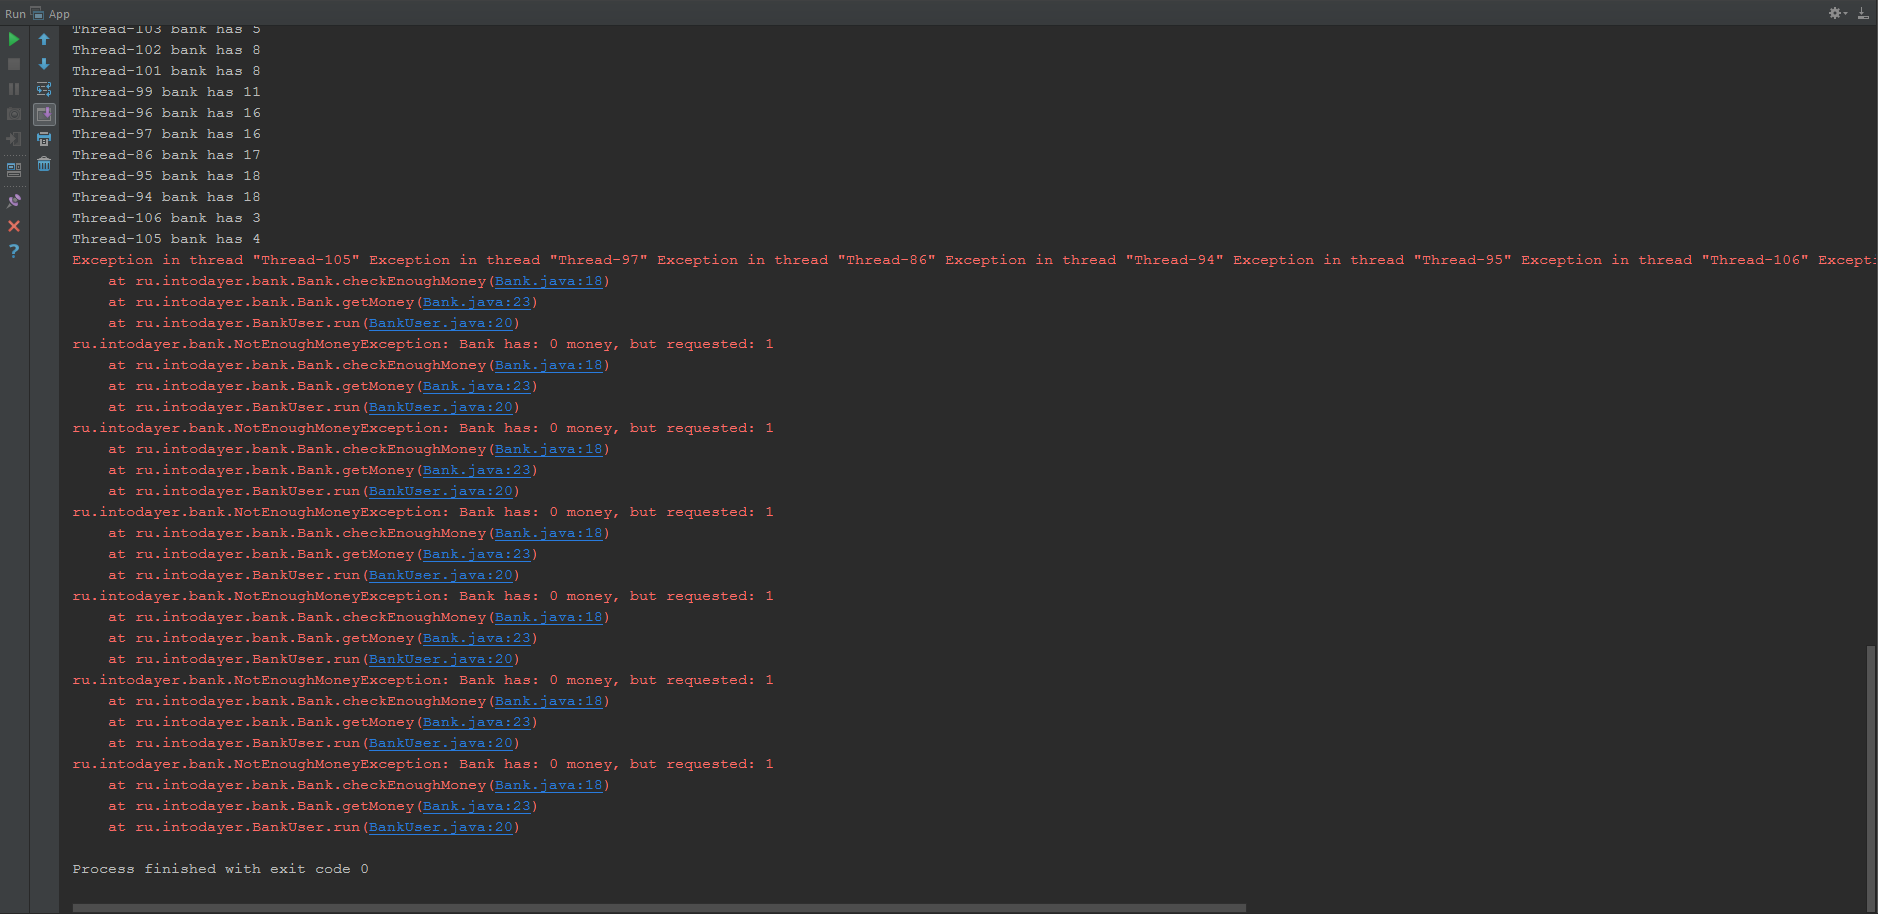 Run App
Thread-103 bank has 5
Thread-102 bank has 8
Thread-101 bank has 8
Thread-99 bank has 11
Thread-96 bank has 16
Thread-97 bank has 16
Thread-86 bank has 17
Thread-95 bank has 18
Thread-94 bank has 18
Thread-106 bank has 3
Thread-105 bank has 4
Exception in thread "Thread-105" Exception in thread "Thread-97" Exception in thread "Thread-86" Exception in thread "Thread-94" Exception in thread "Thread-95" Exception in thread "Thread-106" Excepti
at ru.intodayer.bank.Bank.checkEnoughMoney(Bank.java:18)
at ru.intodayer.bank.Bank.getMoney(Bank.java:23)
at ru.intodayer.BankUser.run(BankUser.java:20)
ru.intodayer.bank.NotEnoughMoneyException: Bank has: 0 money, but requested: 1
at ru.intodayer.bank.Bank.checkEnoughMoney(Bank.java:18)
at ru.intodayer.bank.Bank.getMoney(Bank.java:23)
at ru.intodayer.BankUser.run(BankUser.java:20)
ru.intodayer.bank.NotEnoughMoneyException: Bank has: 0 money, but requested: 1
at ru.intodayer.bank.Bank.checkEnoughMoney(Bank.java:18)
at ru.intodayer.bank.Bank.getMoney(Bank.java:23)
at ru.intodayer.BankUser.run(BankUser.java:20)
ru.intodayer.bank.NotEnoughMoneyException: Bank has: 0 money, but requested: 1
at ru.intodayer.bank.Bank.checkEnoughMoney(Bank.java:18)
at ru.intodayer.bank.Bank.getMoney(Bank.java:23)
at ru.intodayer.BankUser.run(BankUser.java:20)
ru.intodayer.bank.NotEnoughMoneyException: Bank has: 0 money, but requested: 1
at ru.intodayer.bank.Bank.checkEnoughMoney(Bank.java:18)
at ru.intodayer.bank.Bank.getMoney(Bank.java:23)
at ru.intodayer.BankUser.run(BankUser.java:20)
ru.intodayer.bank.NotEnoughMoneyException: Bank has: 0 money, but requested: 1
at ru.intodayer.bank.Bank.checkEnoughMoney(Bank.java:18)
at ru.intodayer.bank.Bank.getMoney(Bank.java:23)
at ru.intodayer.BankUser.run(BankUser.java:20)
ru.intodayer.bank.NotEnoughMoneyException: Bank has: 0 money, but requested: 1
at ru.intodayer.bank.Bank.checkEnoughMoney(Bank.java:18)
at ru.intodayer.bank.Bank.getMoney(Bank.java:23)
at ru.intodayer.BankUser.run(BankUser.java:20)

Process finished with exit code 0